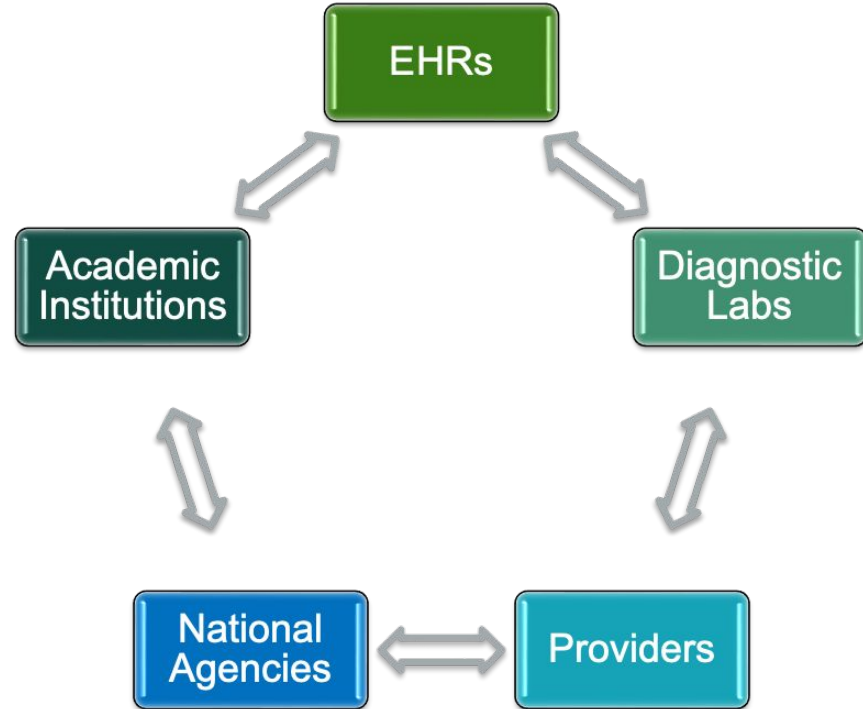 EHRs
Academic
Institutions
Diagnostic
Labs
National
Agencies
Providers